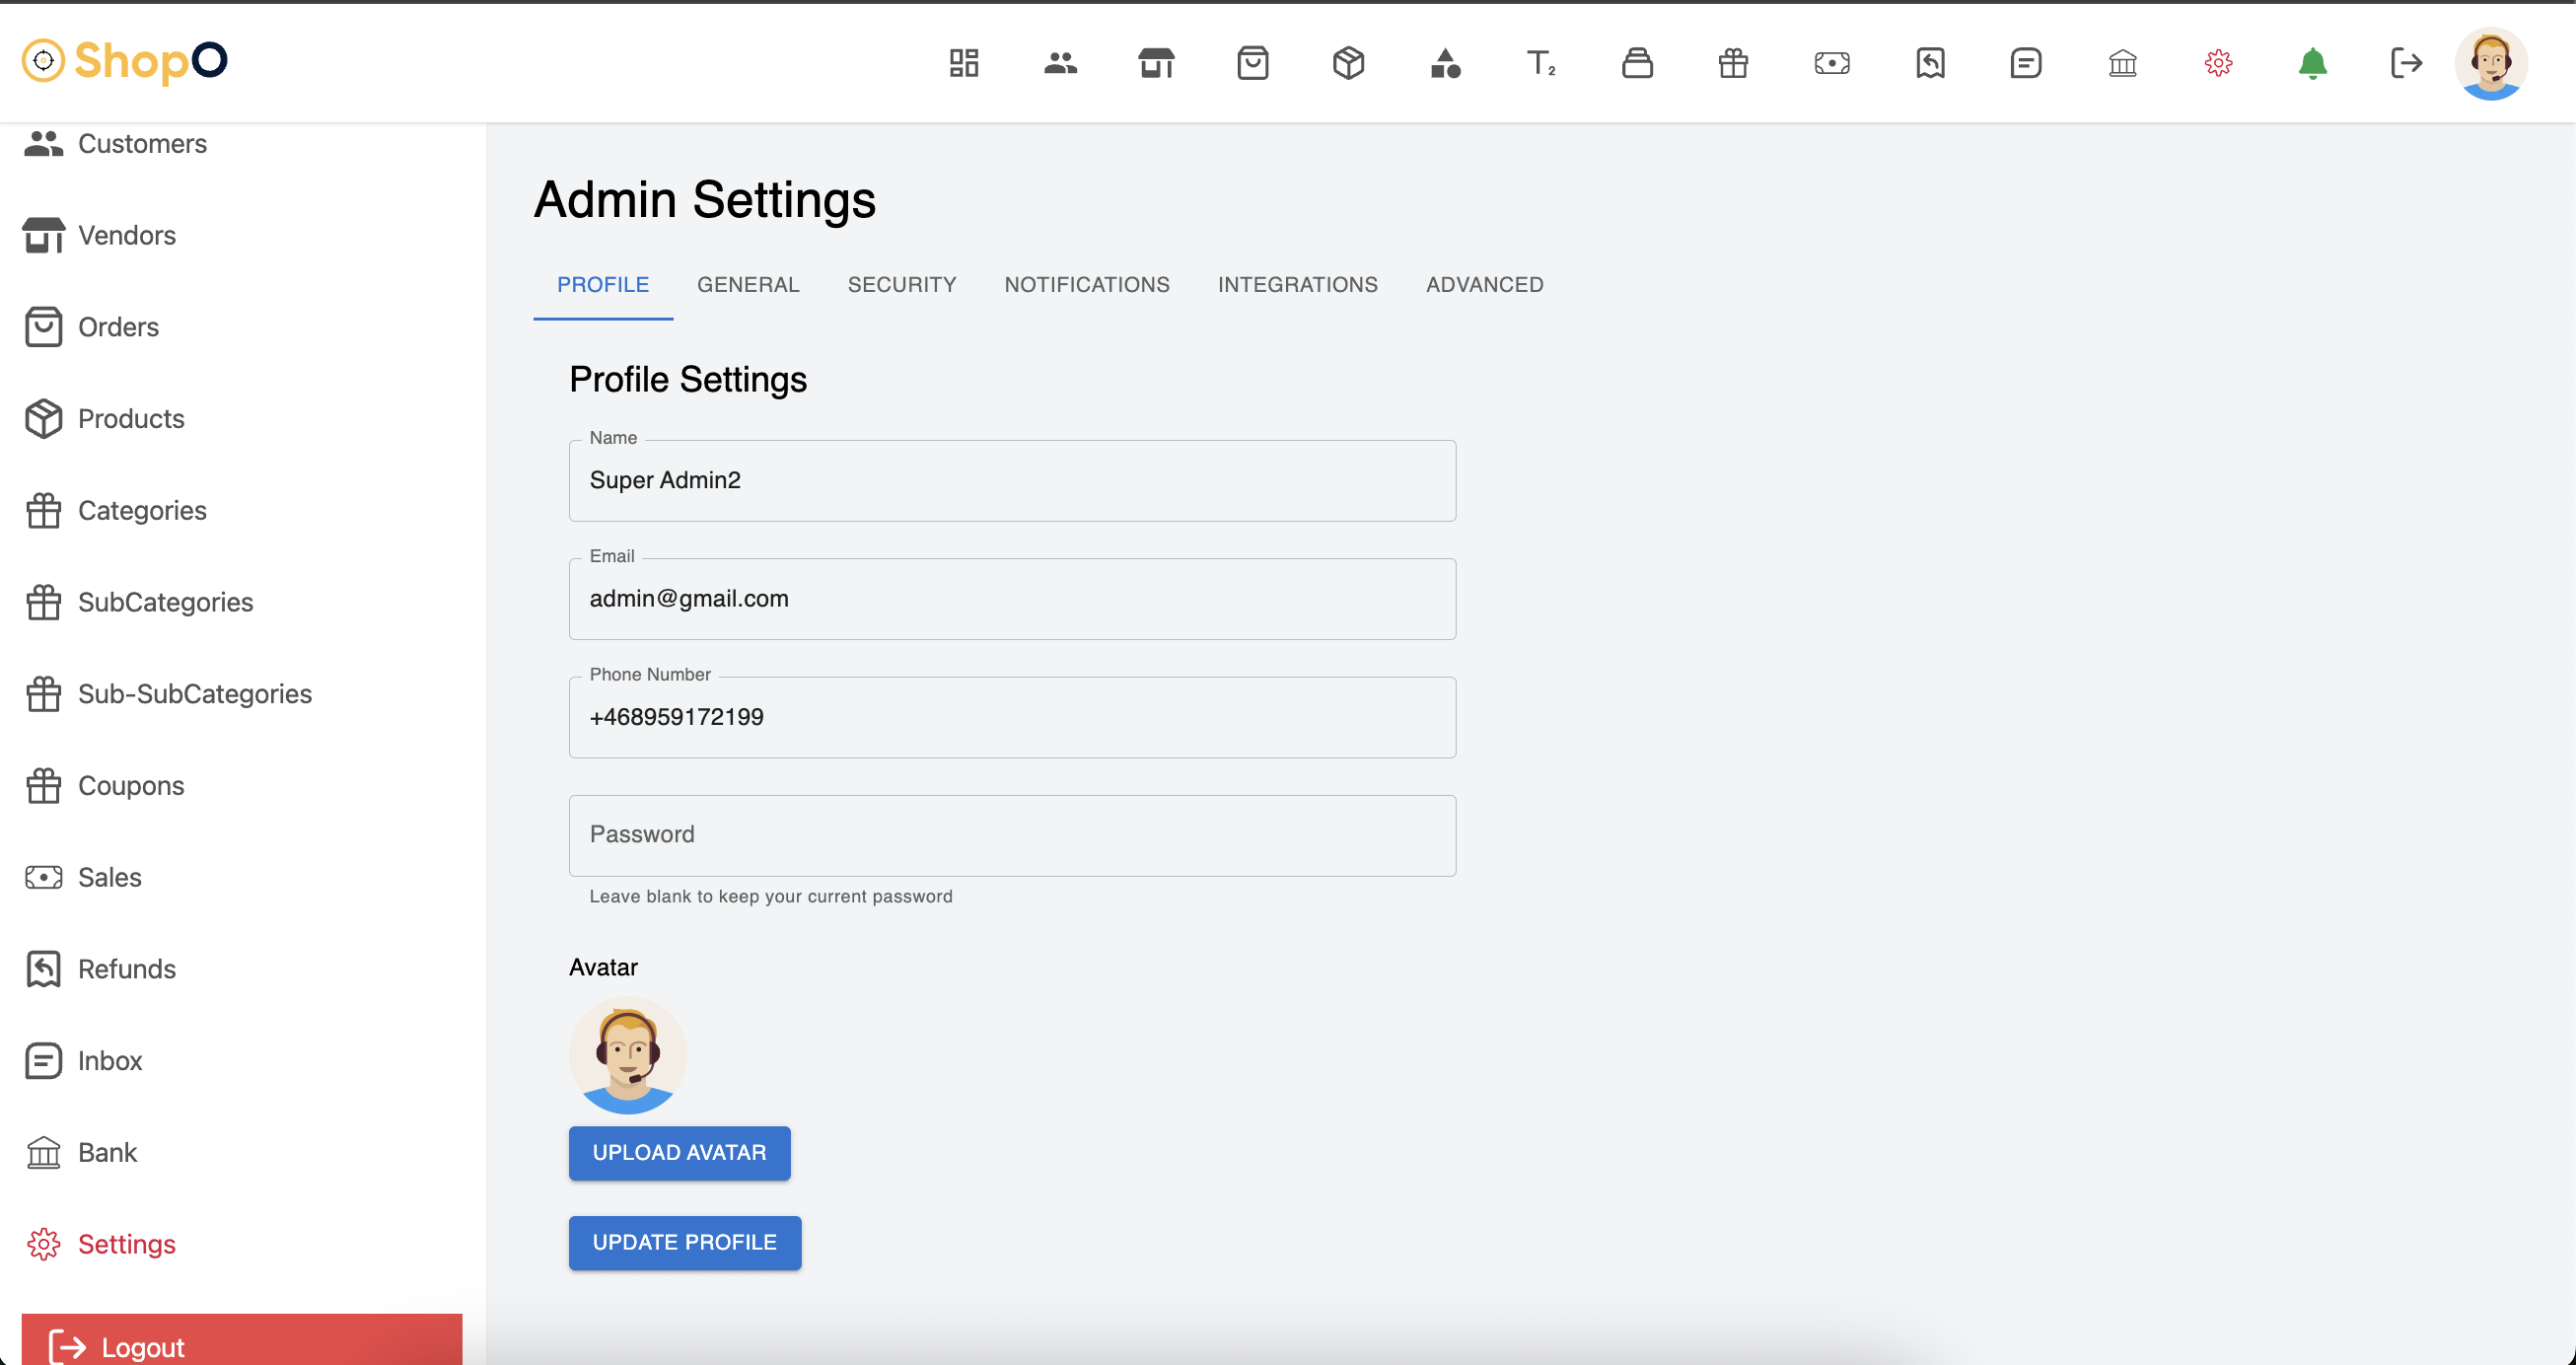 ShopO
T₂
Customers
Vendors
Orders
Products
Categories
SubCategories
Sub-SubCategories
Coupons
Sales
Refunds
Inbox
Bank
Settings
Logout
Admin Settings
PROFILE GENERAL SECURITY NOTIFICATIONS INTEGRATIONS ADVANCED
Profile Settings
Name
Super Admin2
Email
admin@gmail.com
Phone Number
+468959172199
Password
Leave blank to keep your current password
Avatar
UPLOAD AVATAR
UPDATE PROFILE